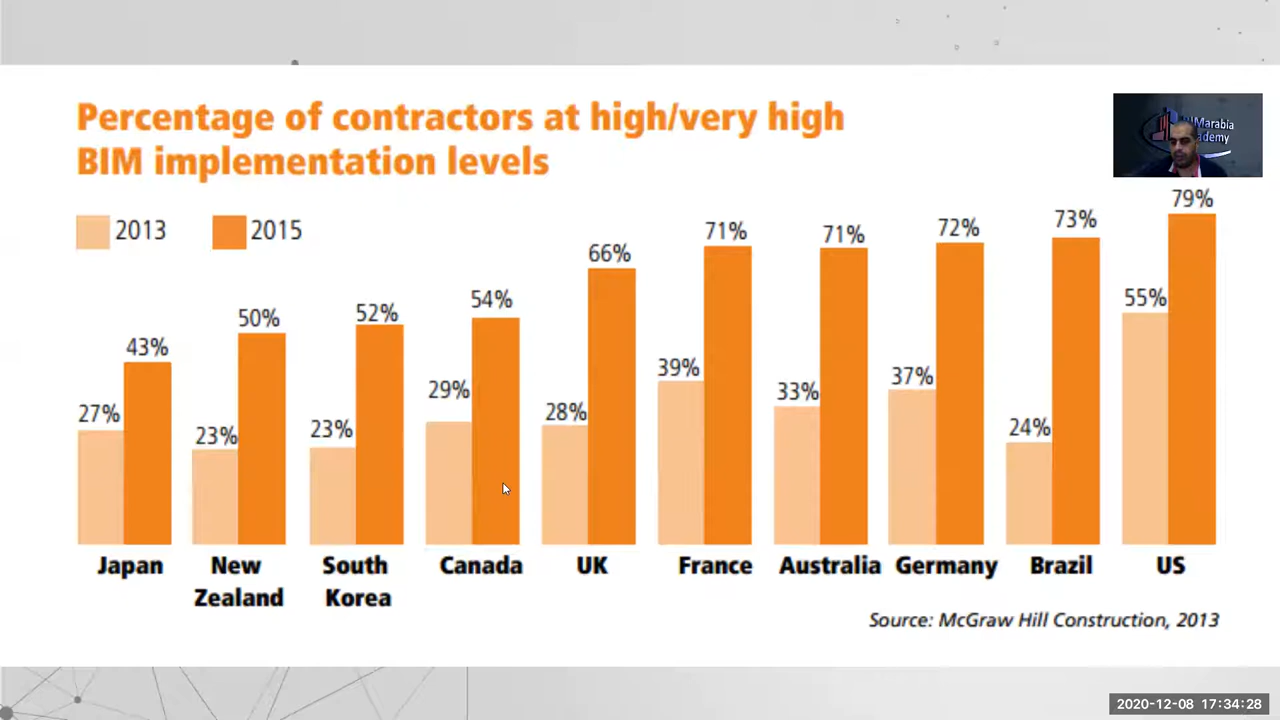 Percentage of contractors at high/very high
BIM implementation levels
2013
2015
27%
43%
23%
50%
23%
52%
29%
54%
28%
66%
39%
71%
33%
71%
37%
72%
24%
73%
55%
79%
Japan
New
Zealand
South
Korea
Canada
UK
France
Australia
Germany
Brazil
US
Source: McGraw Hill Construction, 2013
2020-12-08 17:34:28